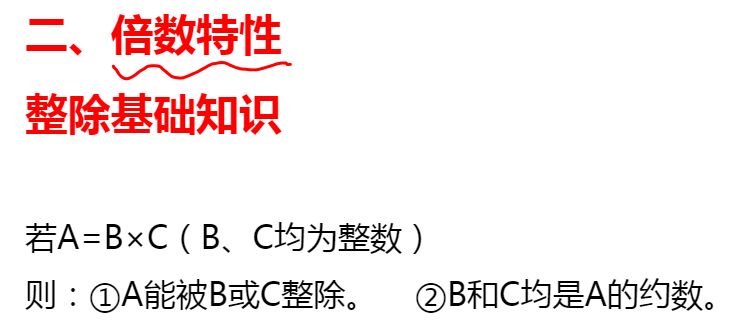 二、倍数特性
整除基础知识
若A=B×C（B、C均为整数）
则：①A能被B或C整除。 ②B和C均是A的约数。